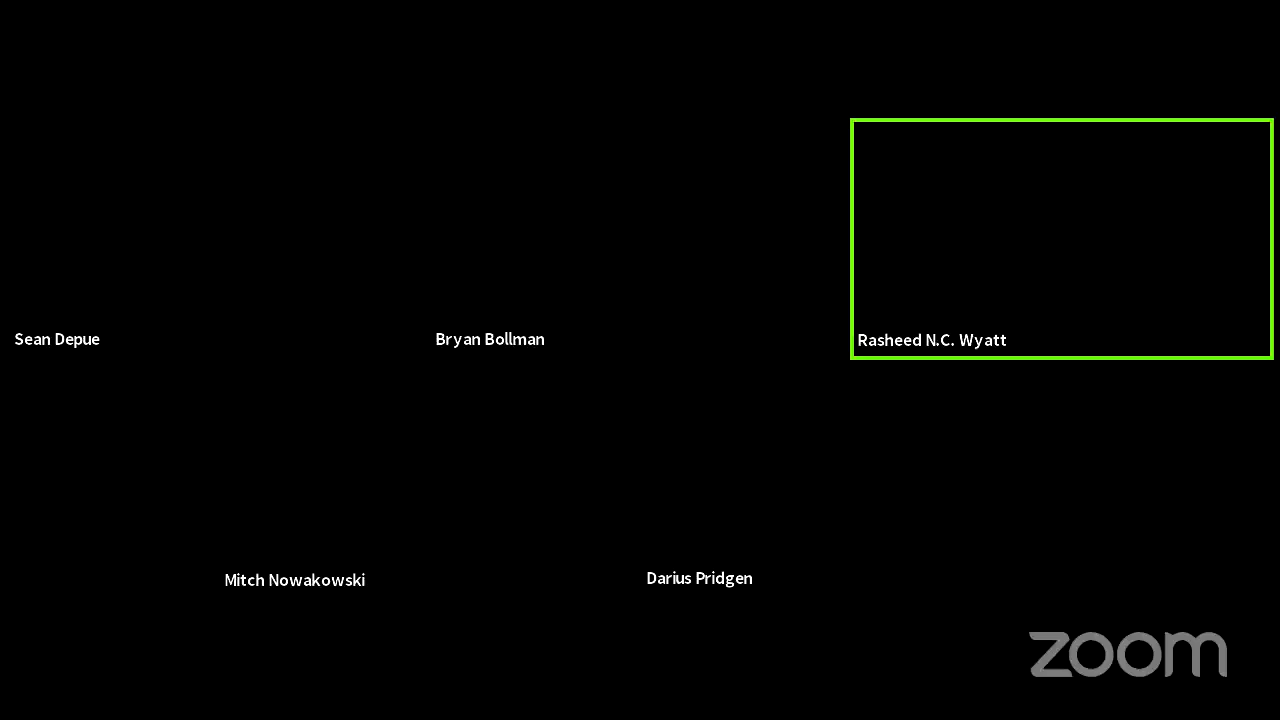 Sean Depue
Bryan Bollman
Rasheed N.C. Wyatt
Mitch Nowakowski
Darius Pridgen
zoom